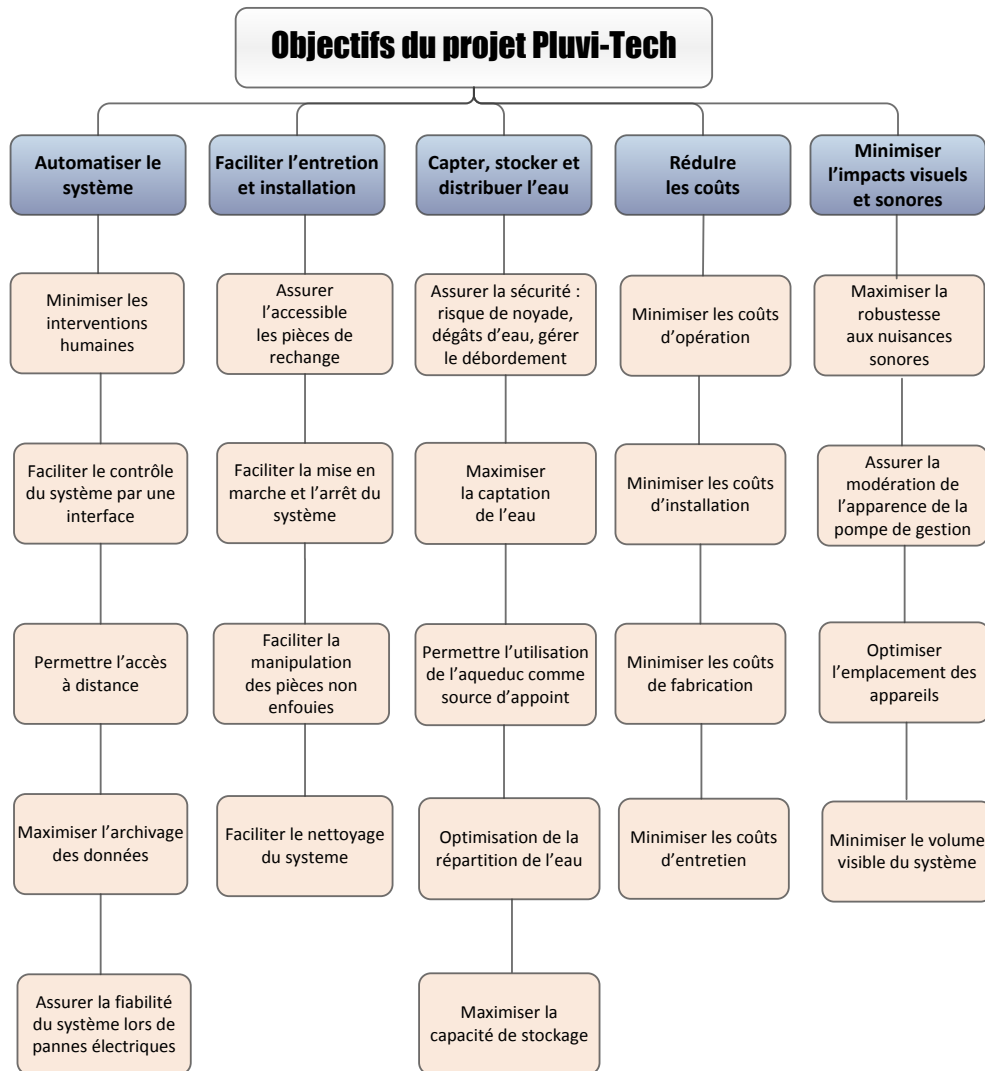 Objectifs du projet Pluvi-Tech
Automatiser le
système
Minimiser les
interventions
humaines
Faciliter le contrôle
du système par une
interface
Permettre l'accès
à distance
Maximiser l'archivage
des données
Assurer la fiabilité
du système lors de
pannes électriques
Faciliter l'entretion
et installation
Assurer
l'accessible
les pièces de
rechange
Faciliter la mise en
marche et l'arrêt du
système
Faciliter la
manipulation
des pièces non
enfouies
Faciliter le nettoyage
du systeme
Capter, stocker et
distribuer l'eau
Assurer la sécurité :
risque de noyade,
dégâts d'eau, gérer
le débordement
Maximiser
la captation
de l'eau
Permettre l'utilisation
de l'aqueduc comme
source d'appoint
Optimisation de la
répartition de l'eau
Maximiser la
capacité de stockage
RéduIre
les coûts
Minimiser les coûts
d'opération
Minimiser les coûts
d'installation
Minimiser les coûts
de fabrication
Minimiser les coûts
d'entretien
Minimiser
l'impacts visuels
et sonores
Maximiser la
robustesse
aux nuisances
sonores
Assurer la
modération de
l'apparence de la
pompe de gestion
Optimiser
l'emplacement des
appareils
Minimiser le volume
visible du système